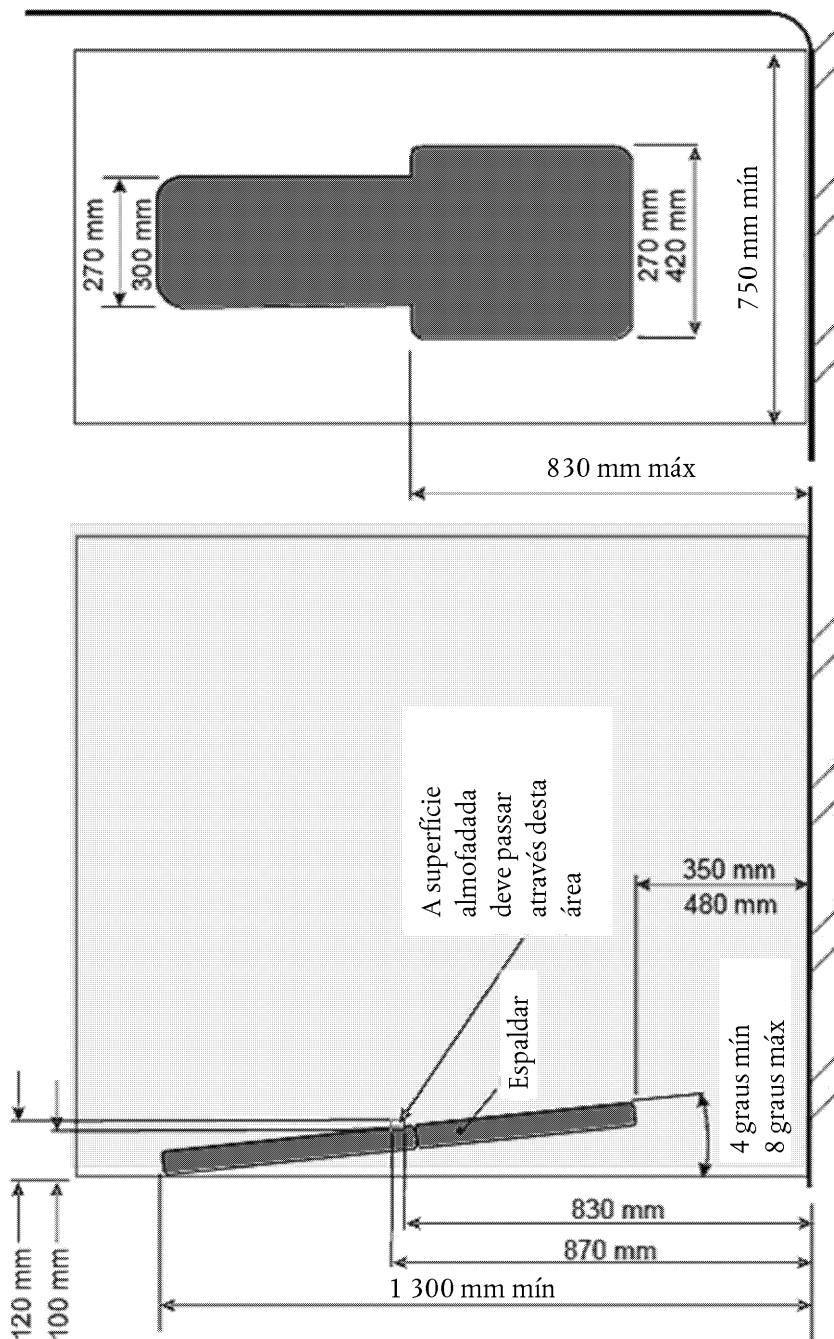 270 mm
300 mm
270 mm
420 mm
750 mm mín
830 mm máx
A superfície
almofadada
deve passar
através desta
área
Espaldar
350 mm
480 mm
4 graus mín
8 graus máx
120 mm
100 mm
830 mm
870 mm
1 300 mm mín